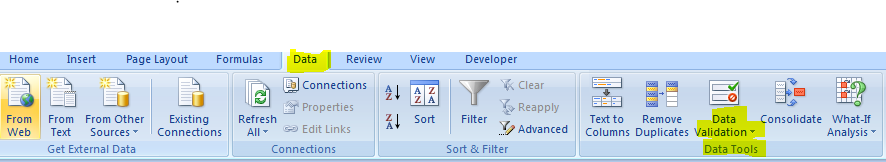 Home Insert Page Layout Formulas Data Review View Developer
From Web
From Text
From Other Sources
Existing Connections
Get External Data
Refresh All
Connections
Properties
Edit Links
Connections
A Z
Z A
A Z
Z A
Sort
Filter
Clear
Reapply
Advanced
Sort & Filter
Text to Columns
Remove Duplicates
Data Validation
Consolidate
What-If Analysis
Data Tools